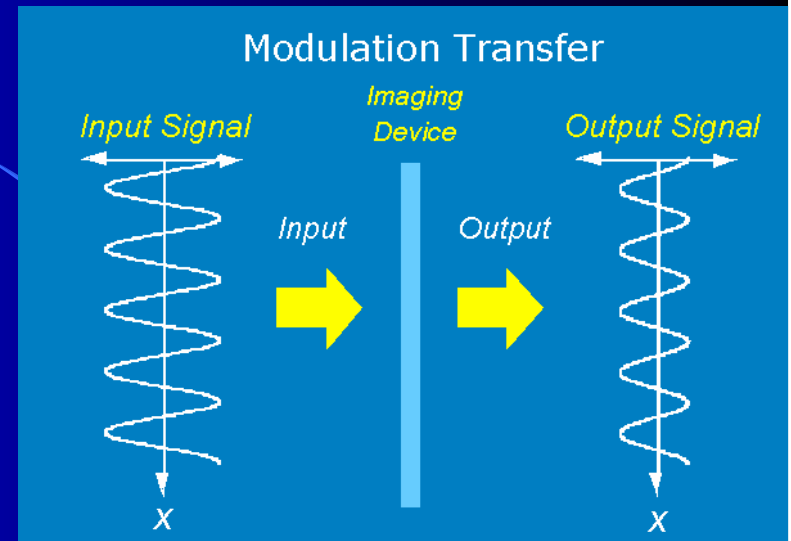 Modulation Transfer
Imaging
Device
Input Signal
Output Signal
Input
Output
X
X